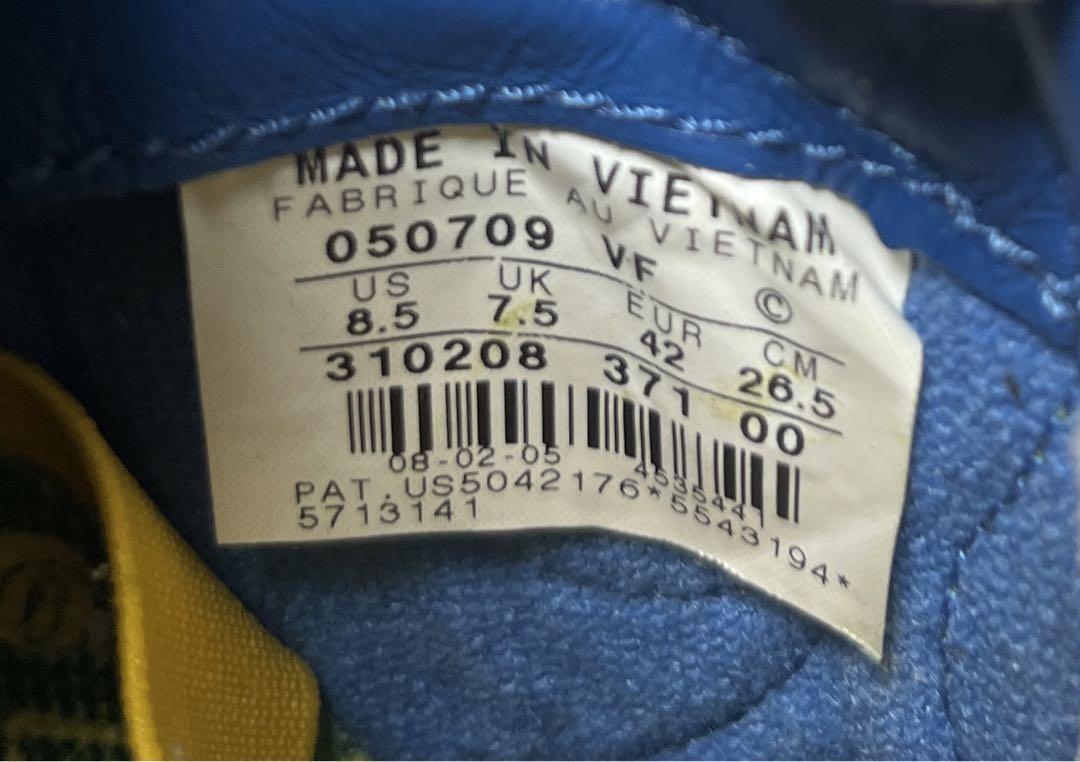 MADE IN VIETNAM
FABRIQUE AU VIETNAM
050709 VF ©
US UK EUR CM
8.5 7.5 42 26.5
310208 371 00
08-02-05 4535441
PAT.US5042176*5543194*
5713141